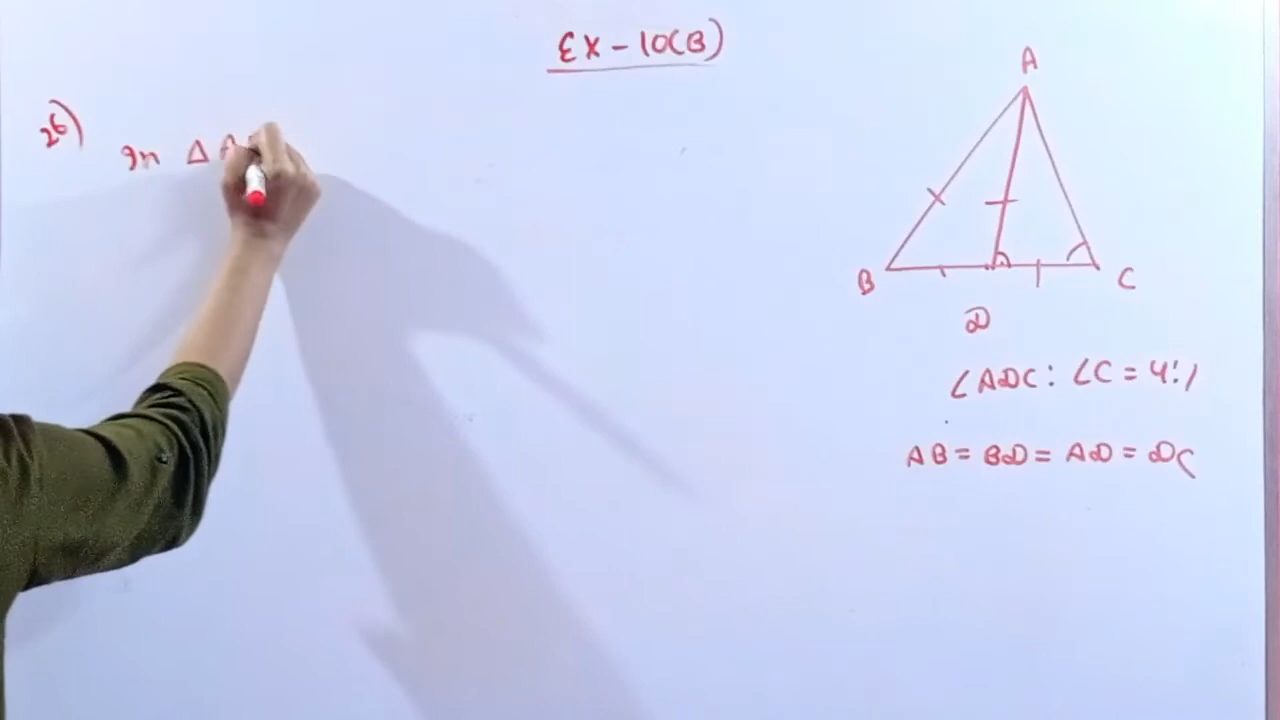 Ex - 10(B)
26)
In Δ A
A
B
C
D
∠ADC : ∠C = 4:1
AB = BD = AD = DC